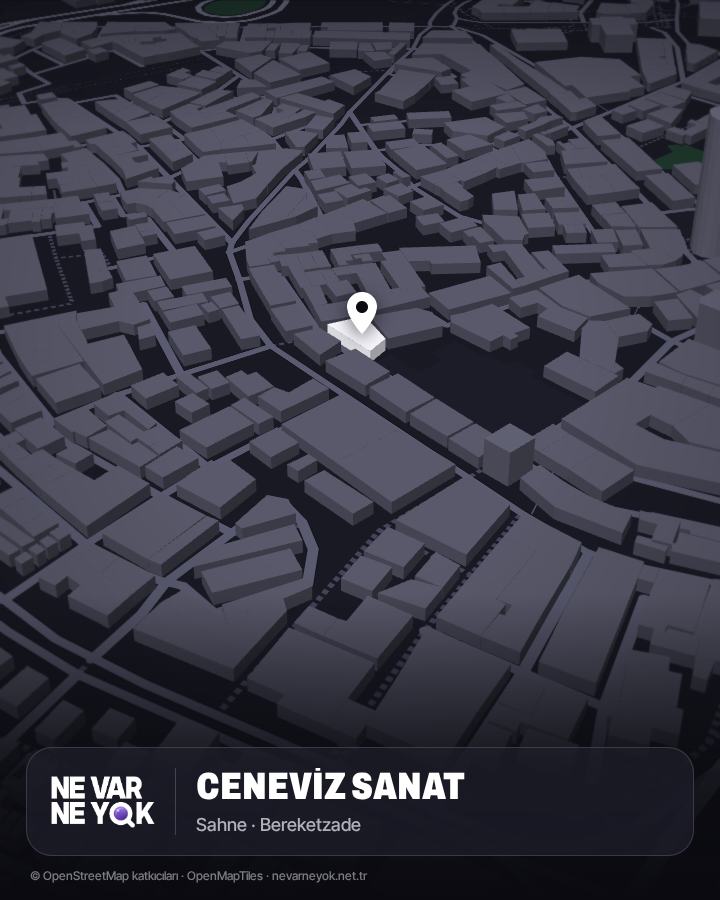 NE VAR
NE YOK
CENEVİZ SANAT
Sahne · Bereketzade
© OpenStreetMap katkıcıları · OpenMapTiles · nevarneyok.net.tr